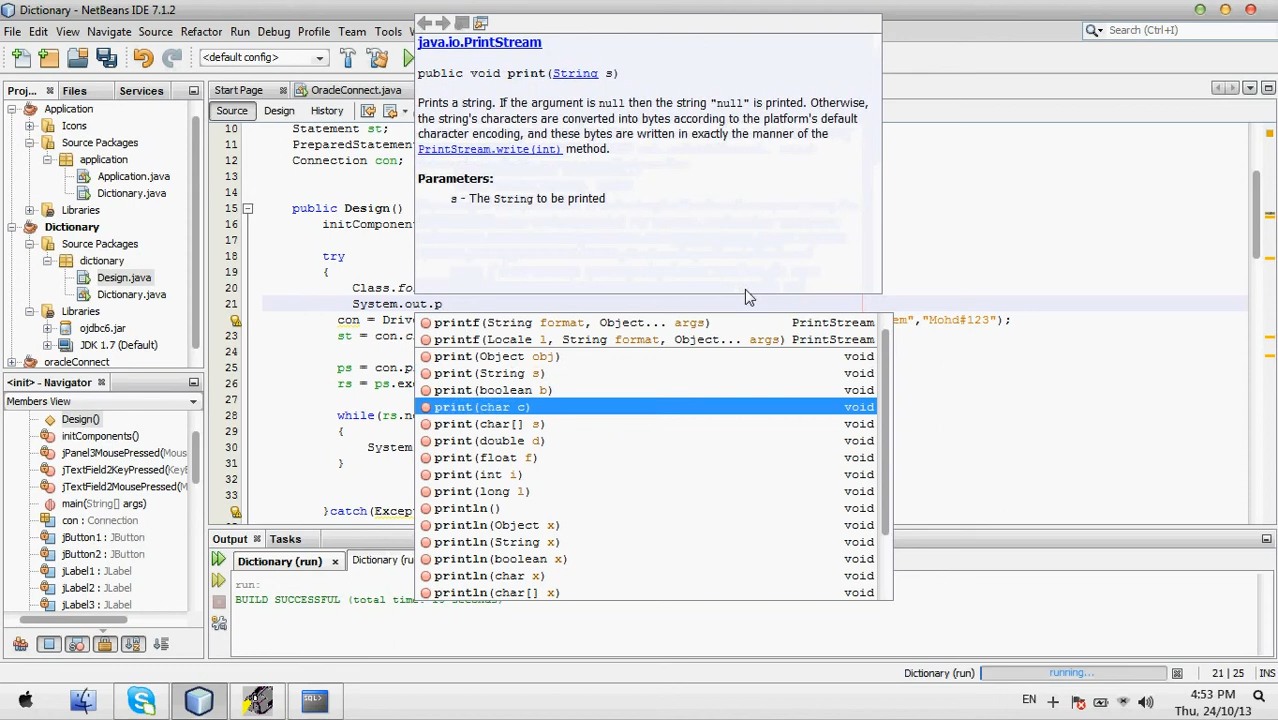 Dictionary - NetBeans IDE 7.1.2
File Edit View Navigate Source Refactor Run Debug Profile Team Tools
Search (Ctrl+I)
<default config>
Proj... Files Services
Start Page OracleConnect.java
Source Design History
Application
Icons
Source Packages
application
Application.java
Dictionary.java
Libraries
Dictionary
Source Packages
dictionary
Design.java
Dictionary.java
Libraries
ojdbc6.jar
JDK 1.7 (Default)
oracleConnect
<init> - Navigator
Members View
Design()
initComponents()
jPanel3MousePressed(
jTextField2KeyPressed(
jTextField2MousePressed(M
main(String[] args)
con : Connection
jButton1 : JButton
jButton2 : JButton
jLabel1 : JLabel
jLabel2 : JLabel
jLabel3 : JLabel
10 Statement st;
11 PreparedStatement
12 Connection con;
13
14
15 public Design()
16 initComponent
17
18 try
19 {
20 Class.fo
21 System.out.p
con = Drive em","Mohd#123");
23 st = con.c
24
25 ps = con.p
26 rs = ps.ex
27
28 while(rs.n
29 {
30 System
31 }
32
33
}catch(Excep
java.io.PrintStream
public void print(String s)
Prints a string. If the argument is null then the string "null" is printed. Otherwise,
the string's characters are converted into bytes according to the platform's default
character encoding, and these bytes are written in exactly the manner of the
PrintStream.write(int) method.
Parameters:
s - The String to be printed
printf(String format, Object... args) PrintStream
printf(Locale l, String format, Object... args) PrintStream
print(Object obj) void
print(String s) void
print(boolean b) void
print(char c) void
print(char[] s) void
print(double d) void
print(float f) void
print(int i) void
print(long l) void
println() void
println(Object x) void
println(String x) void
println(boolean x) void
println(char x) void
println(char[] x) void
Output Tasks
Dictionary (run) Dictionary (
run:
BUILD SUCCESSFUL (total time:
Dictionary (run) running... 21 | 25 INS
SQL>
EN
4:53 PM
Thu, 24/10/13